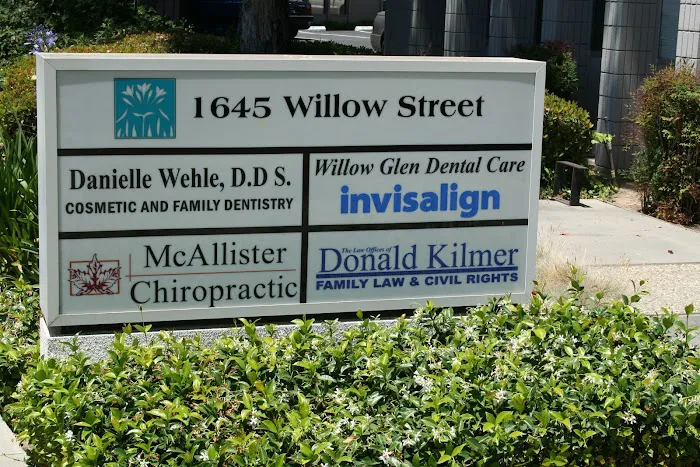 1645 Willow Street
Danielle Wehle, D.D S.
COSMETIC AND FAMILY DENTISTRY
Willow Glen Dental Care
invisalign
McAllister
Chiropractic
The Law Offices of
Donald Kilmer
FAMILY LAW & CIVIL RIGHTS